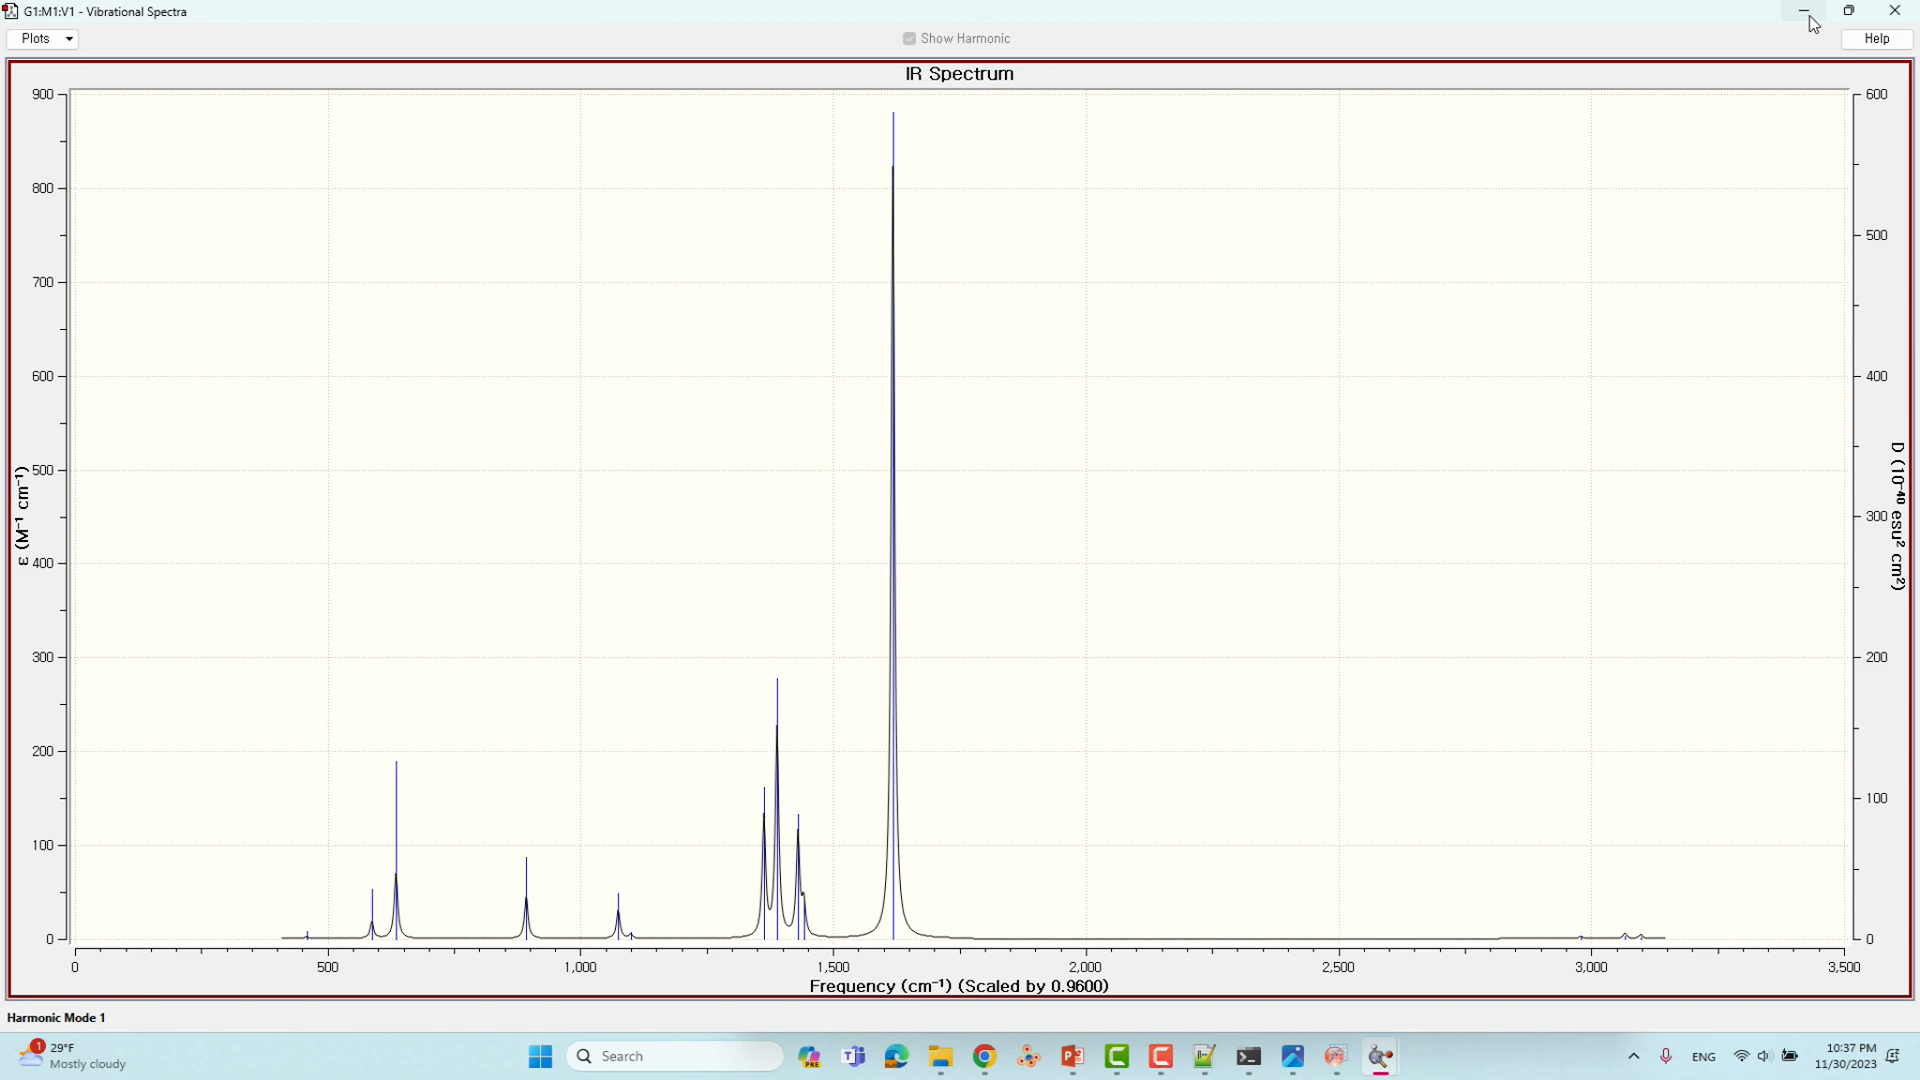 G1:M1:V1 - Vibrational Spectra
Plots
Show Harmonic
Help
IR Spectrum
900
800
700
600
500
400
300
200
100
0
ε (M⁻¹ cm⁻¹)
600
500
400
300
200
100
0
D (10⁻⁴⁰ esu² cm²)
0 500 1,000 1,500 2,000 2,500 3,000 3,500
Frequency (cm⁻¹) (Scaled by 0.9600)
Harmonic Mode 1
1
29°F
Mostly cloudy
Search
PRE
ENG
10:37 PM
11/30/2023